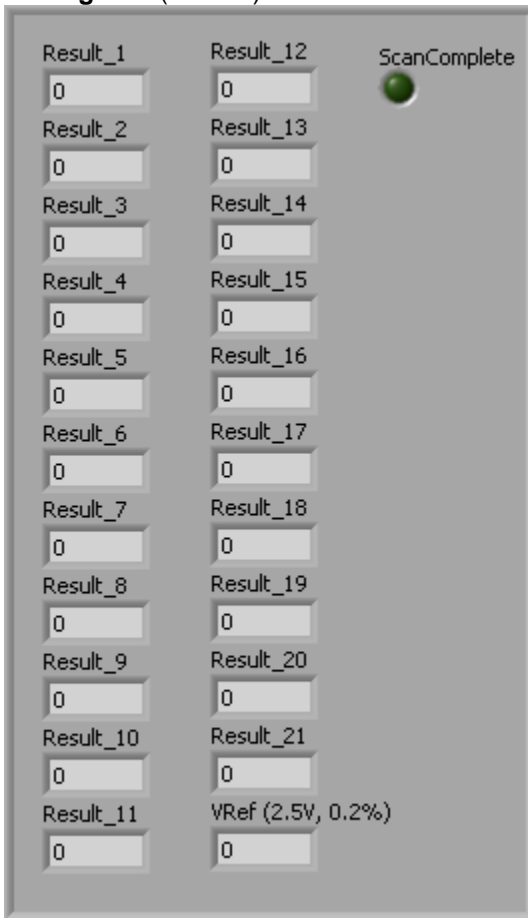 Result_1
0
Result_2
0
Result_3
0
Result_4
0
Result_5
0
Result_6
0
Result_7
0
Result_8
0
Result_9
0
Result_10
0
Result_11
0
Result_12
0
Result_13
0
Result_14
0
Result_15
0
Result_16
0
Result_17
0
Result_18
0
Result_19
0
Result_20
0
Result_21
0
VRef (2.5V, 0.2%)
0
ScanComplete